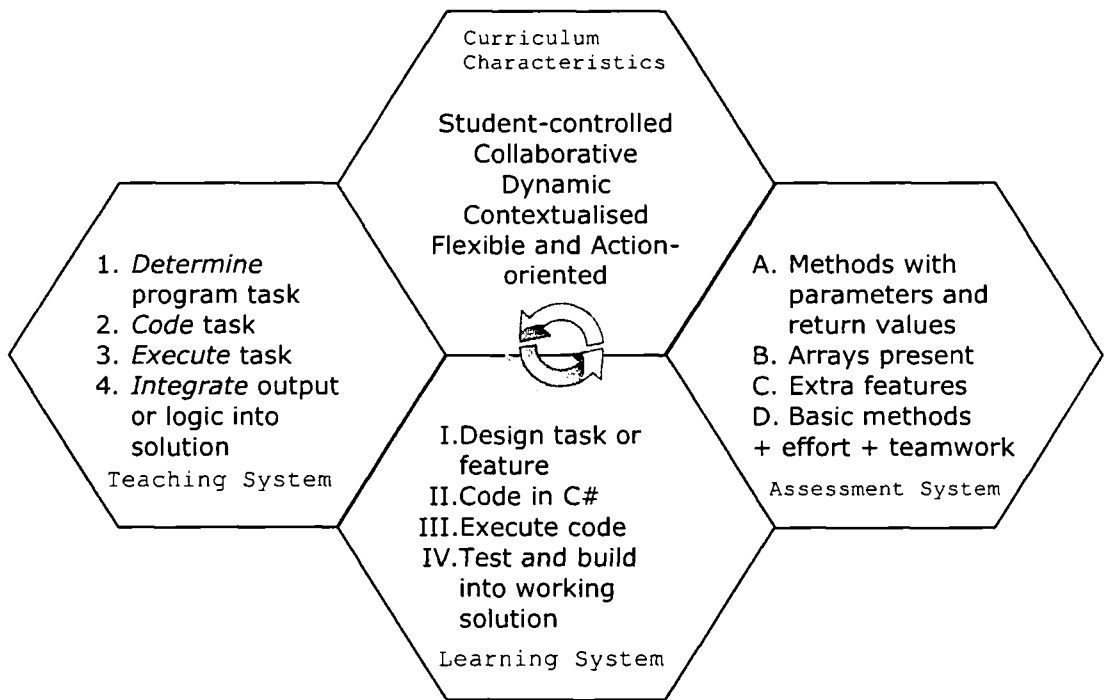 Curriculum
Characteristics
Student-controlled
Collaborative
Dynamic
Contextualised
Flexible and Action-
oriented
1. Determine
program task
2. Code task
3. Execute task
4. Integrate output
or logic into
solution
Teaching System
I.Design task or
feature
II.Code in C#
III.Execute code
IV.Test and build
into working
solution
Learning System
A. Methods with
parameters and
return values
B. Arrays present
C. Extra features
D. Basic methods
+ effort + teamwork
Assessment System